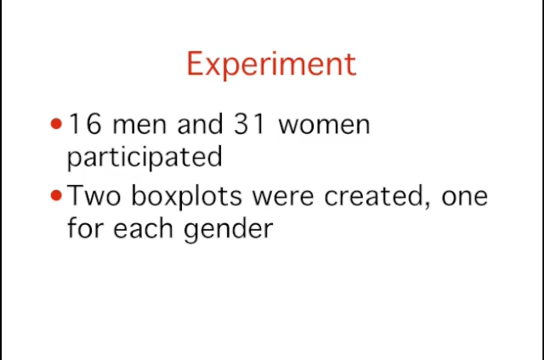 Experiment
•16 men and 31 women
participated
•Two boxplots were created, one
for each gender